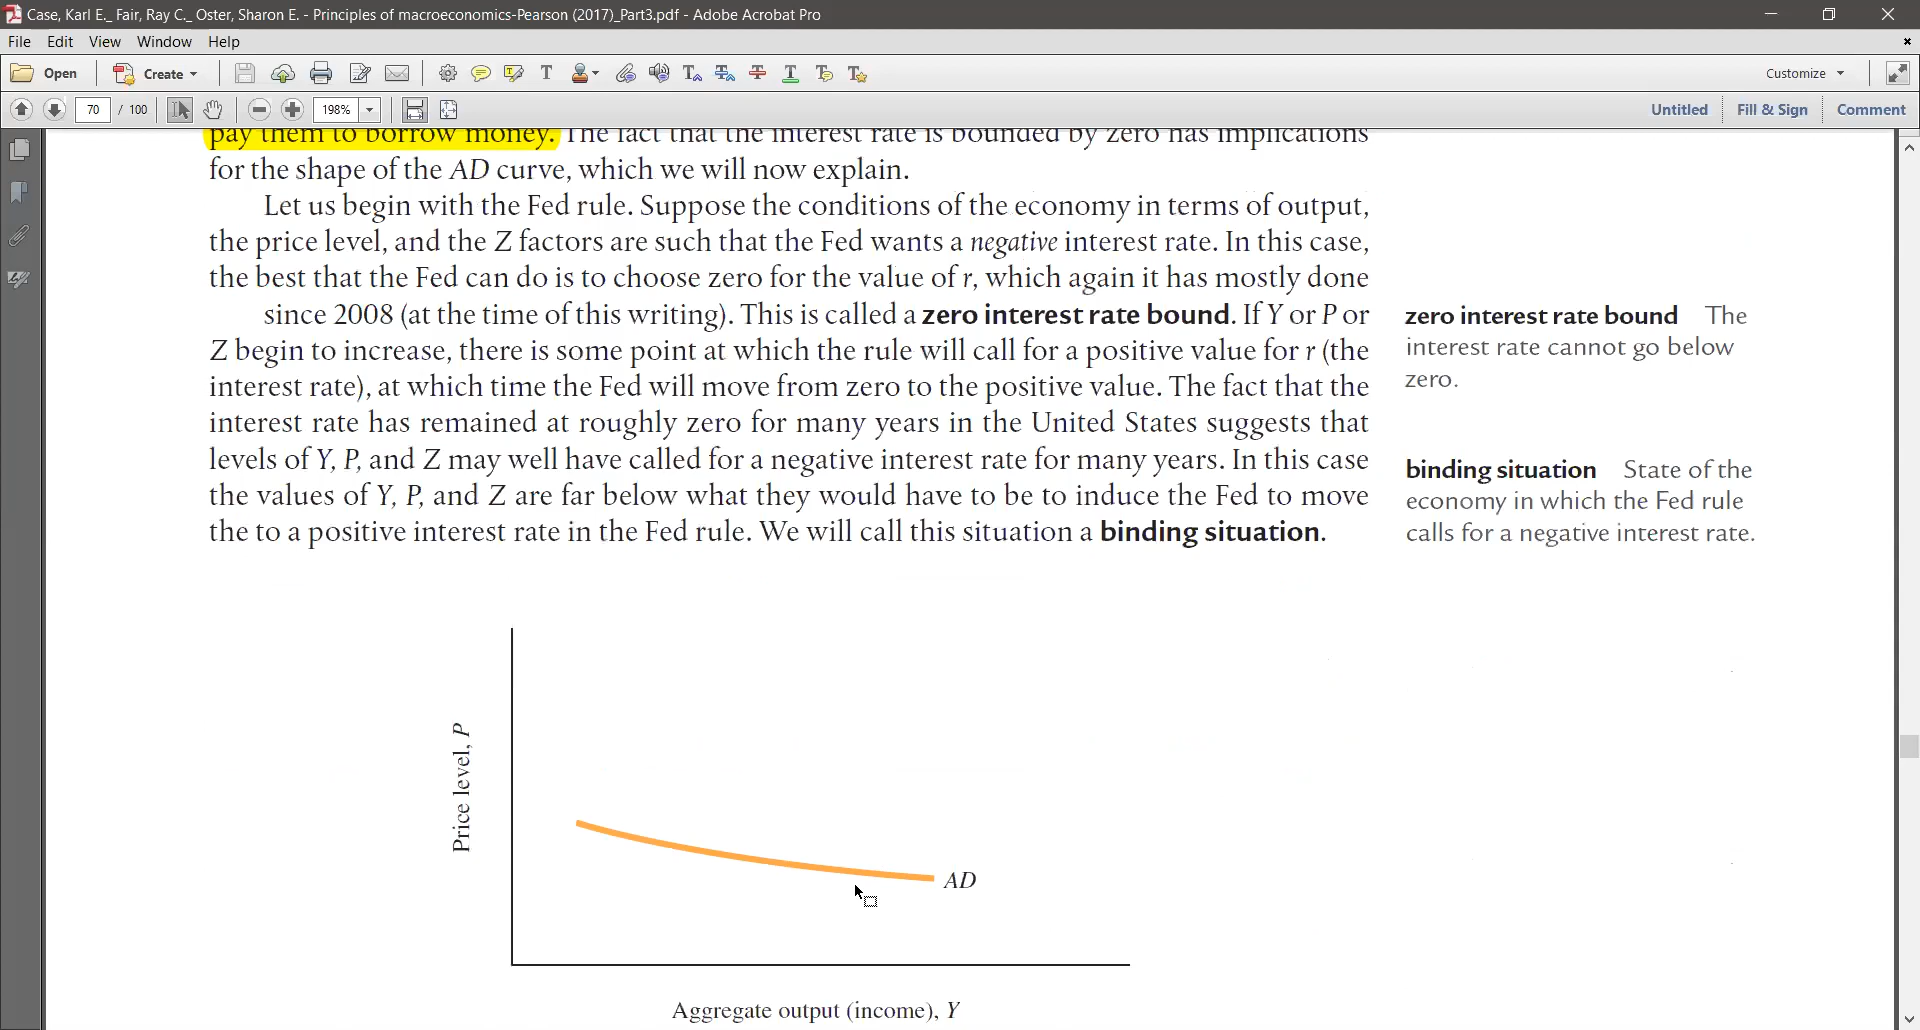 Case, Karl E._ Fair, Ray C._ Oster, Sharon E. - Principles of macroeconomics-Pearson (2017)_Part3.pdf - Adobe Acrobat Pro
File Edit View Window Help
Open Create Customize
70 / 100 198% Untitled Fill & Sign Comment
pay them to borrow money. The fact that the interest rate is bounded by zero has implications
for the shape of the AD curve, which we will now explain.
Let us begin with the Fed rule. Suppose the conditions of the economy in terms of output,
the price level, and the Z factors are such that the Fed wants a negative interest rate. In this case,
the best that the Fed can do is to choose zero for the value of r, which again it has mostly done
since 2008 (at the time of this writing). This is called a zero interest rate bound. If Y or P or
Z begin to increase, there is some point at which the rule will call for a positive value for r (the
interest rate), at which time the Fed will move from zero to the positive value. The fact that the
interest rate has remained at roughly zero for many years in the United States suggests that
levels of Y, P, and Z may well have called for a negative interest rate for many years. In this case
the values of Y, P, and Z are far below what they would have to be to induce the Fed to move
the to a positive interest rate in the Fed rule. We will call this situation a binding situation.
zero interest rate bound The
interest rate cannot go below
zero.
binding situation State of the
economy in which the Fed rule
calls for a negative interest rate.
Price level, P
AD
Aggregate output (income), Y